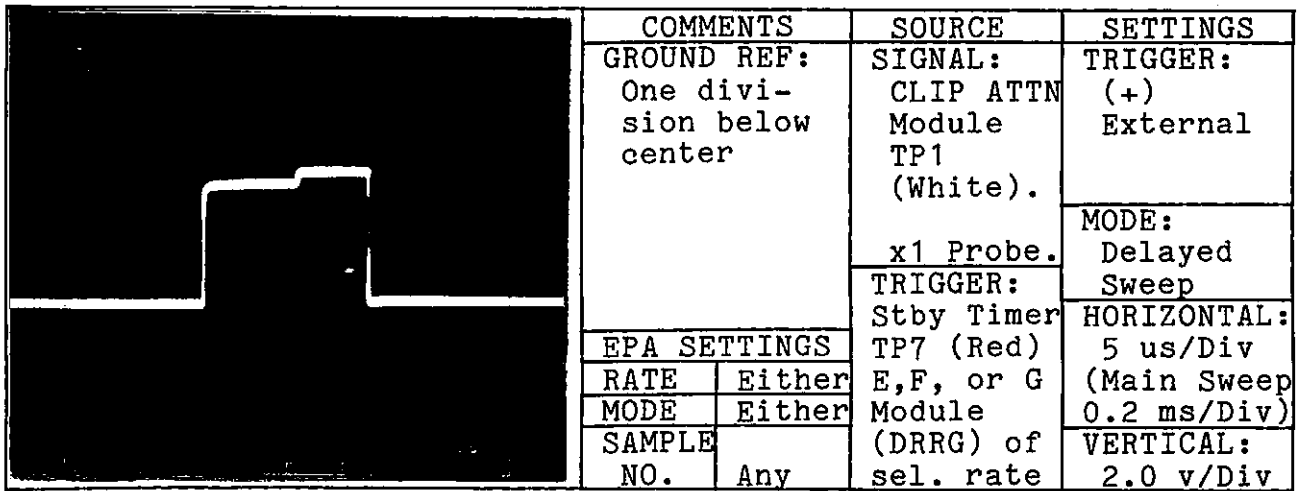 COMMENTS
GROUND REF:
One divi-
sion below
center
EPA SETTINGS
RATE Either
MODE Either
SAMPLE
NO. Any
SOURCE
SIGNAL:
CLIP ATTN
Module
TP1
(White).
x1 Probe.
TRIGGER:
Stby Timer
TP7 (Red)
E,F, or G
Module
(DRRG) of
sel. rate
SETTINGS
TRIGGER:
(+)
External
MODE:
Delayed
Sweep
HORIZONTAL:
5 us/Div
(Main Sweep
0.2 ms/Div)
VERTICAL:
2.0 v/Div